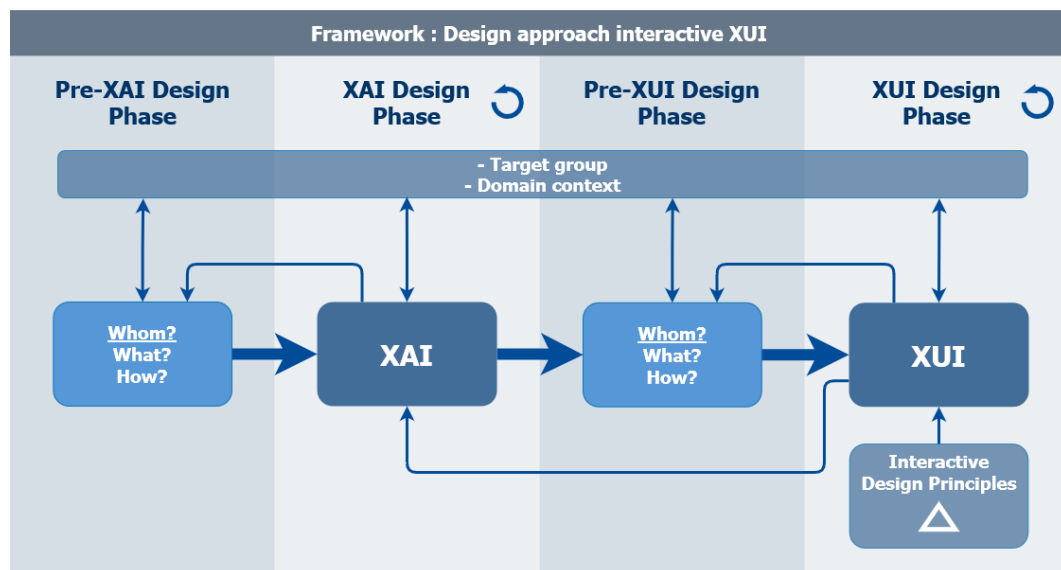 Framework : Design approach interactive XUI
Pre-XAI Design
Phase
XAI Design
Phase
Pre-XUI Design
Phase
XUI Design
Phase
- Target group
- Domain context
Whom?
What?
How?
XAI
Whom?
What?
How?
XUI
Interactive
Design Principles